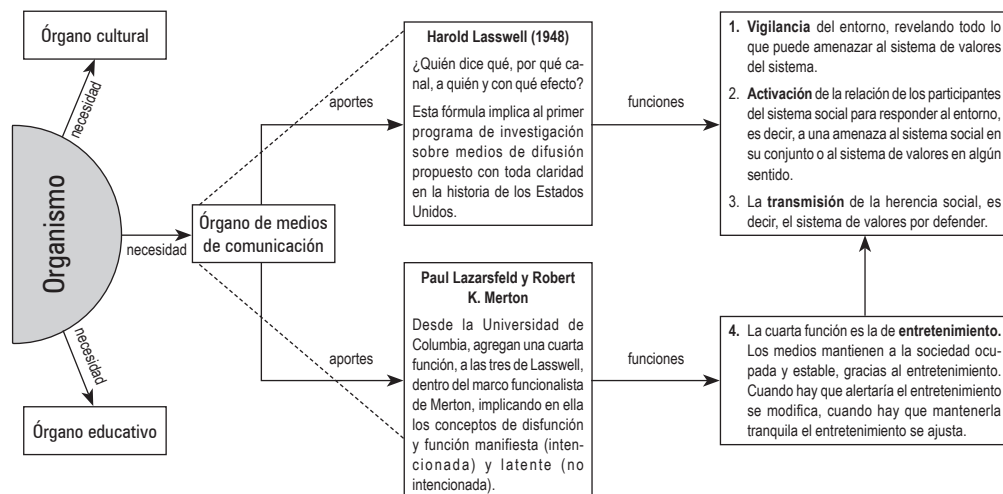 Órgano cultural
necesidad
Organismo
necesidad
necesidad
Órgano educativo
Órgano de medios
de comunicación
aportes
aportes
Harold Lasswell (1948)
¿Quién dice qué, por qué ca-
nal, a quién y con qué efecto?
Esta fórmula implica al primer
programa de investigación
sobre medios de difusión
propuesto con toda claridad
en la historia de los Estados
Unidos.
Paul Lazarsfeld y Robert
K. Merton
Desde la Universidad de
Columbia, agregan una cuarta
función, a las tres de Lasswell,
dentro del marco funcionalista
de Merton, implicando en ella
los conceptos de disfunción
y función manifiesta (inten-
cionada) y latente (no
intencionada).
funciones
funciones
1. Vigilancia del entorno, revelando todo lo
que puede amenazar al sistema de valores
del sistema.
2. Activación de la relación de los participantes
del sistema social para responder al entorno,
es decir, a una amenaza al sistema social en
su conjunto o al sistema de valores en algún
sentido.
3. La transmisión de la herencia social, es
decir, el sistema de valores por defender.
4. La cuarta función es la de entretenimiento.
Los medios mantienen a la sociedad ocu-
pada y estable, gracias al entretenimiento.
Cuando hay que alertaría el entretenimiento
se modifica, cuando hay que mantenerla
tranquila el entretenimiento se ajusta.